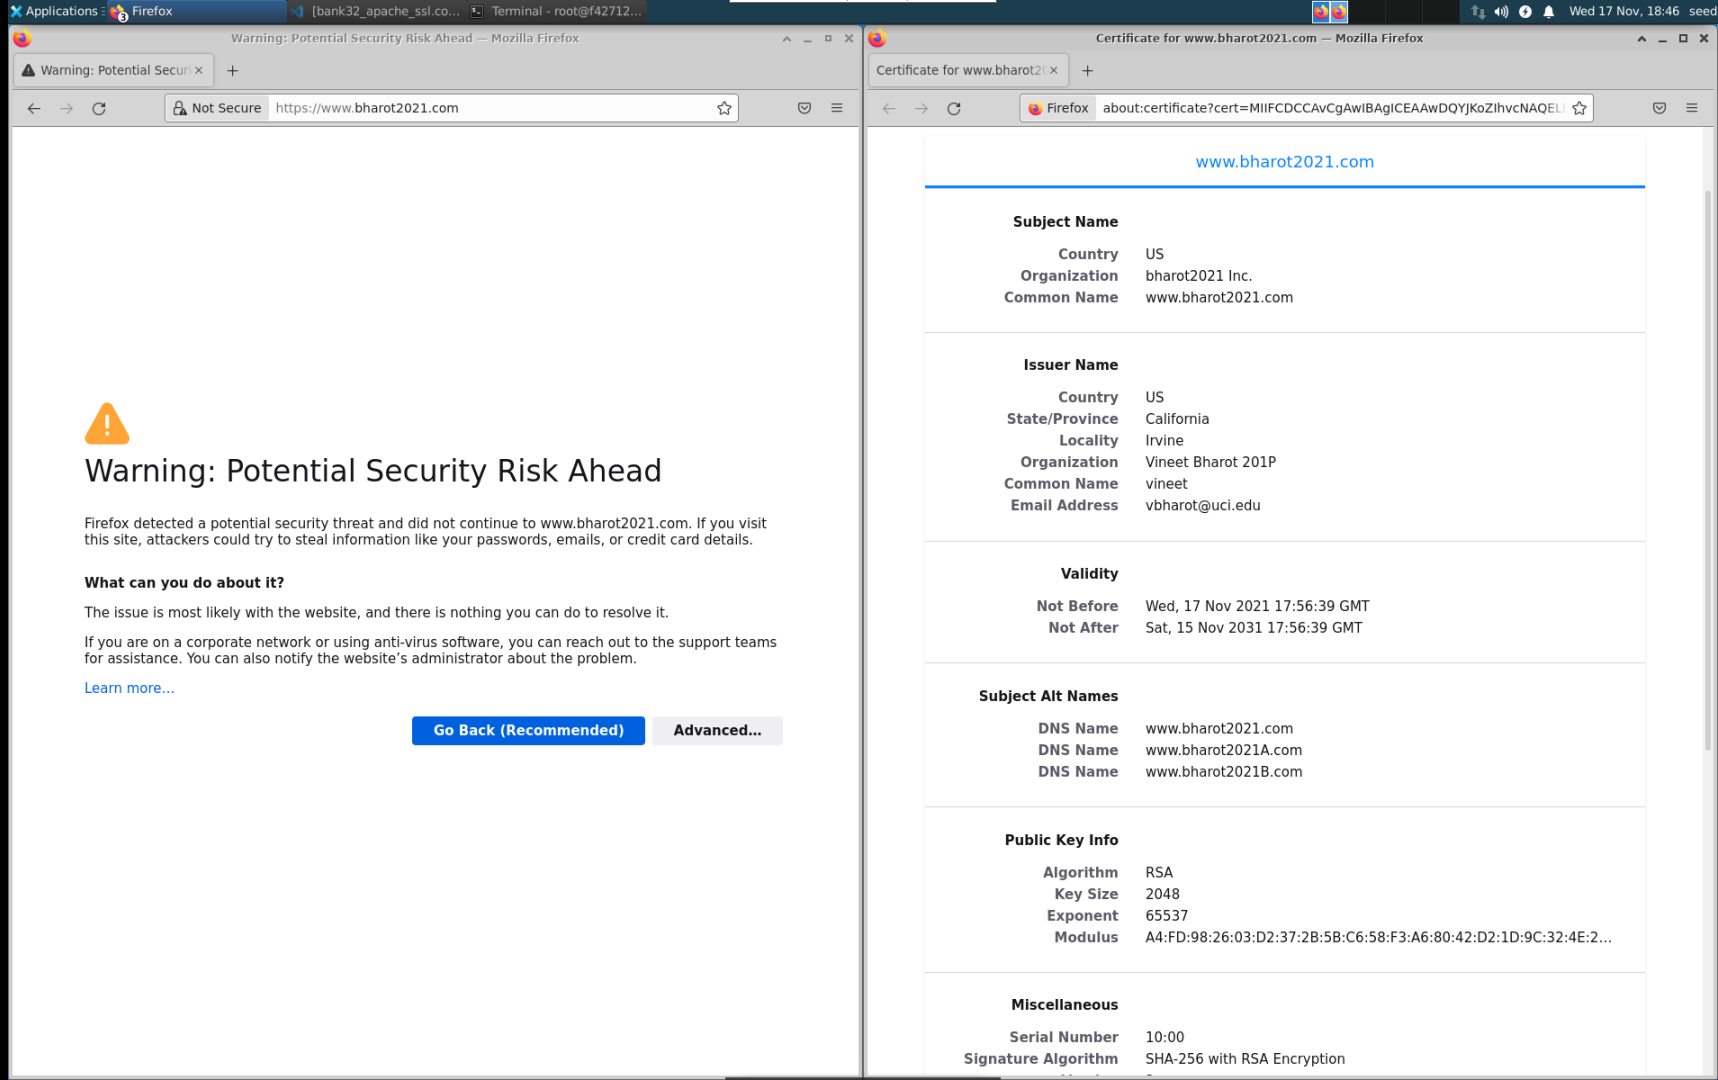 Applications
3
Firefox
[bank32_apache_ssl.co...
Terminal - root@f42712...
Wed 17 Nov, 18:46
seed
Warning: Potential Security Risk Ahead — Mozilla Firefox
Warning: Potential Securi
Not Secure
https://www.bharot2021.com
Warning: Potential Security Risk Ahead
Firefox detected a potential security threat and did not continue to www.bharot2021.com. If you visit
this site, attackers could try to steal information like your passwords, emails, or credit card details.
What can you do about it?
The issue is most likely with the website, and there is nothing you can do to resolve it.
If you are on a corporate network or using anti-virus software, you can reach out to the support teams
for assistance. You can also notify the website’s administrator about the problem.
Learn more…
Go Back (Recommended)
Advanced…
Certificate for www.bharot2021.com — Mozilla Firefox
Certificate for www.bharot20
Firefox
about:certificate?cert=MIIFCDCCAvCgAwIBAgICEAAwDQYJKoZIhvcNAQEL
www.bharot2021.com
Subject Name
Country US
Organization bharot2021 Inc.
Common Name www.bharot2021.com
Issuer Name
Country US
State/Province California
Locality Irvine
Organization Vineet Bharot 201P
Common Name vineet
Email Address vbharot@uci.edu
Validity
Not Before Wed, 17 Nov 2021 17:56:39 GMT
Not After Sat, 15 Nov 2031 17:56:39 GMT
Subject Alt Names
DNS Name www.bharot2021.com
DNS Name www.bharot2021A.com
DNS Name www.bharot2021B.com
Public Key Info
Algorithm RSA
Key Size 2048
Exponent 65537
Modulus A4:FD:98:26:03:D2:37:2B:5B:C6:58:F3:A6:80:42:D2:1D:9C:32:4E:2…
Miscellaneous
Serial Number 10:00
Signature Algorithm SHA-256 with RSA Encryption